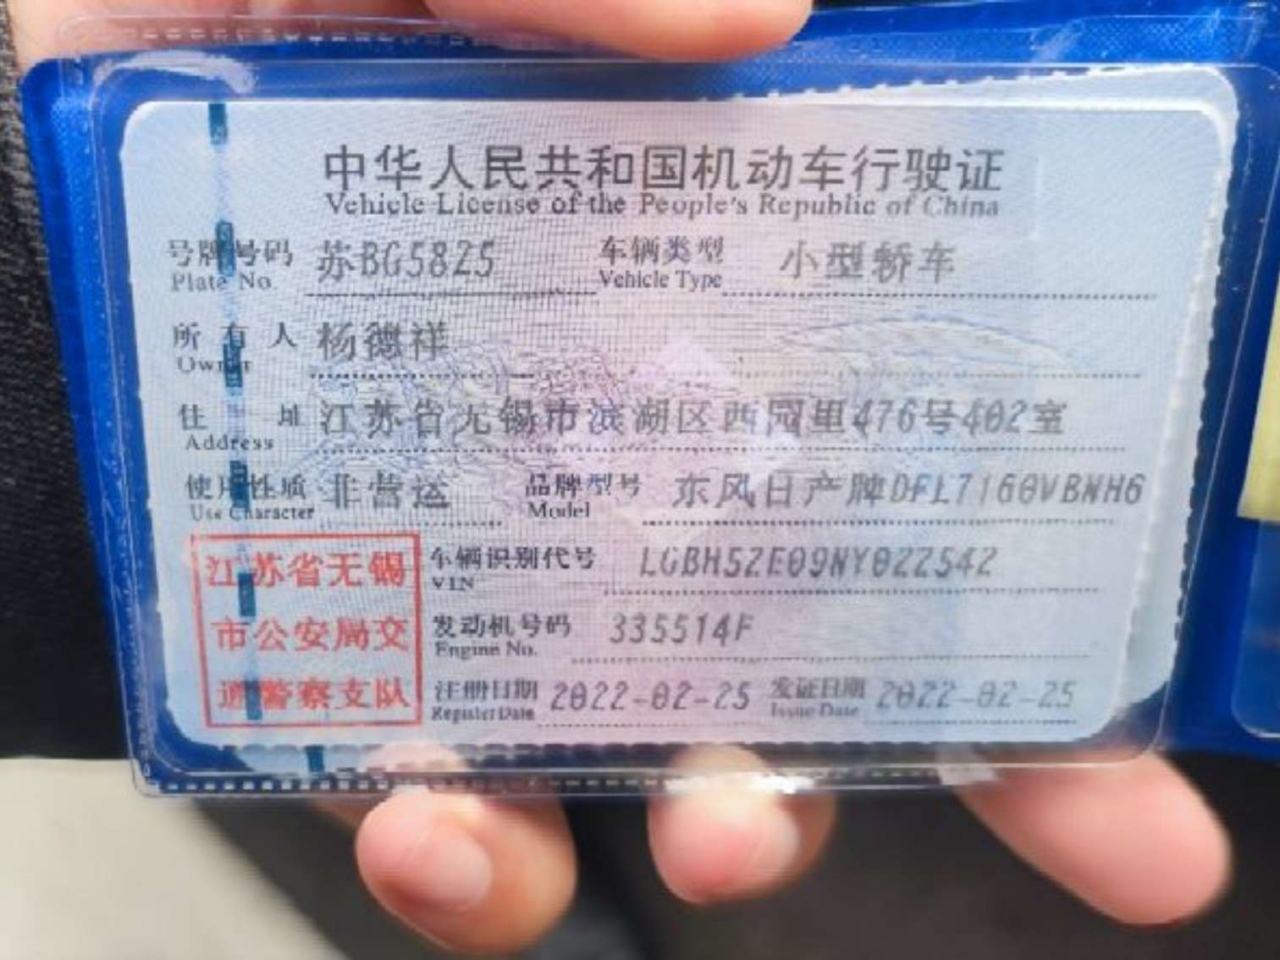 中华人民共和国机动车行驶证
Vehicle License of the People's Republic of China
号牌号码 苏BG58Z5 车辆类型 小型轿车
Plate No. Vehicle Type
所有人 杨德祥
Owner
住址 江苏省无锡市滨湖区西园里476号402室
Address
使用性质 非营运 品牌型号 东风日产牌DFL7160VBNH6
Use Character Model
江苏省无锡 车辆识别代号 LGBH52E09NY022542
VIN
市公安局交 发动机号码 335514F
Engine No.
通警察支队 注册日期 2022-02-25 发证日期 2022-02-25
Register Date Issue Date